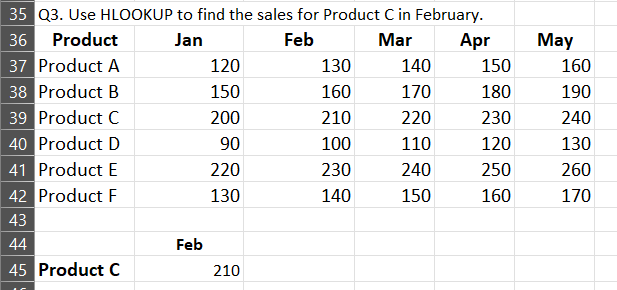 35 Q3. Use HLOOKUP to find the sales for Product C in February.
36 Product Jan Feb Mar Apr May
37 Product A 120 130 140 150 160
38 Product B 150 160 170 180 190
39 Product C 200 210 220 230 240
40 Product D 90 100 110 120 130
41 Product E 220 230 240 250 260
42 Product F 130 140 150 160 170
43
44 Feb
45 Product C 210